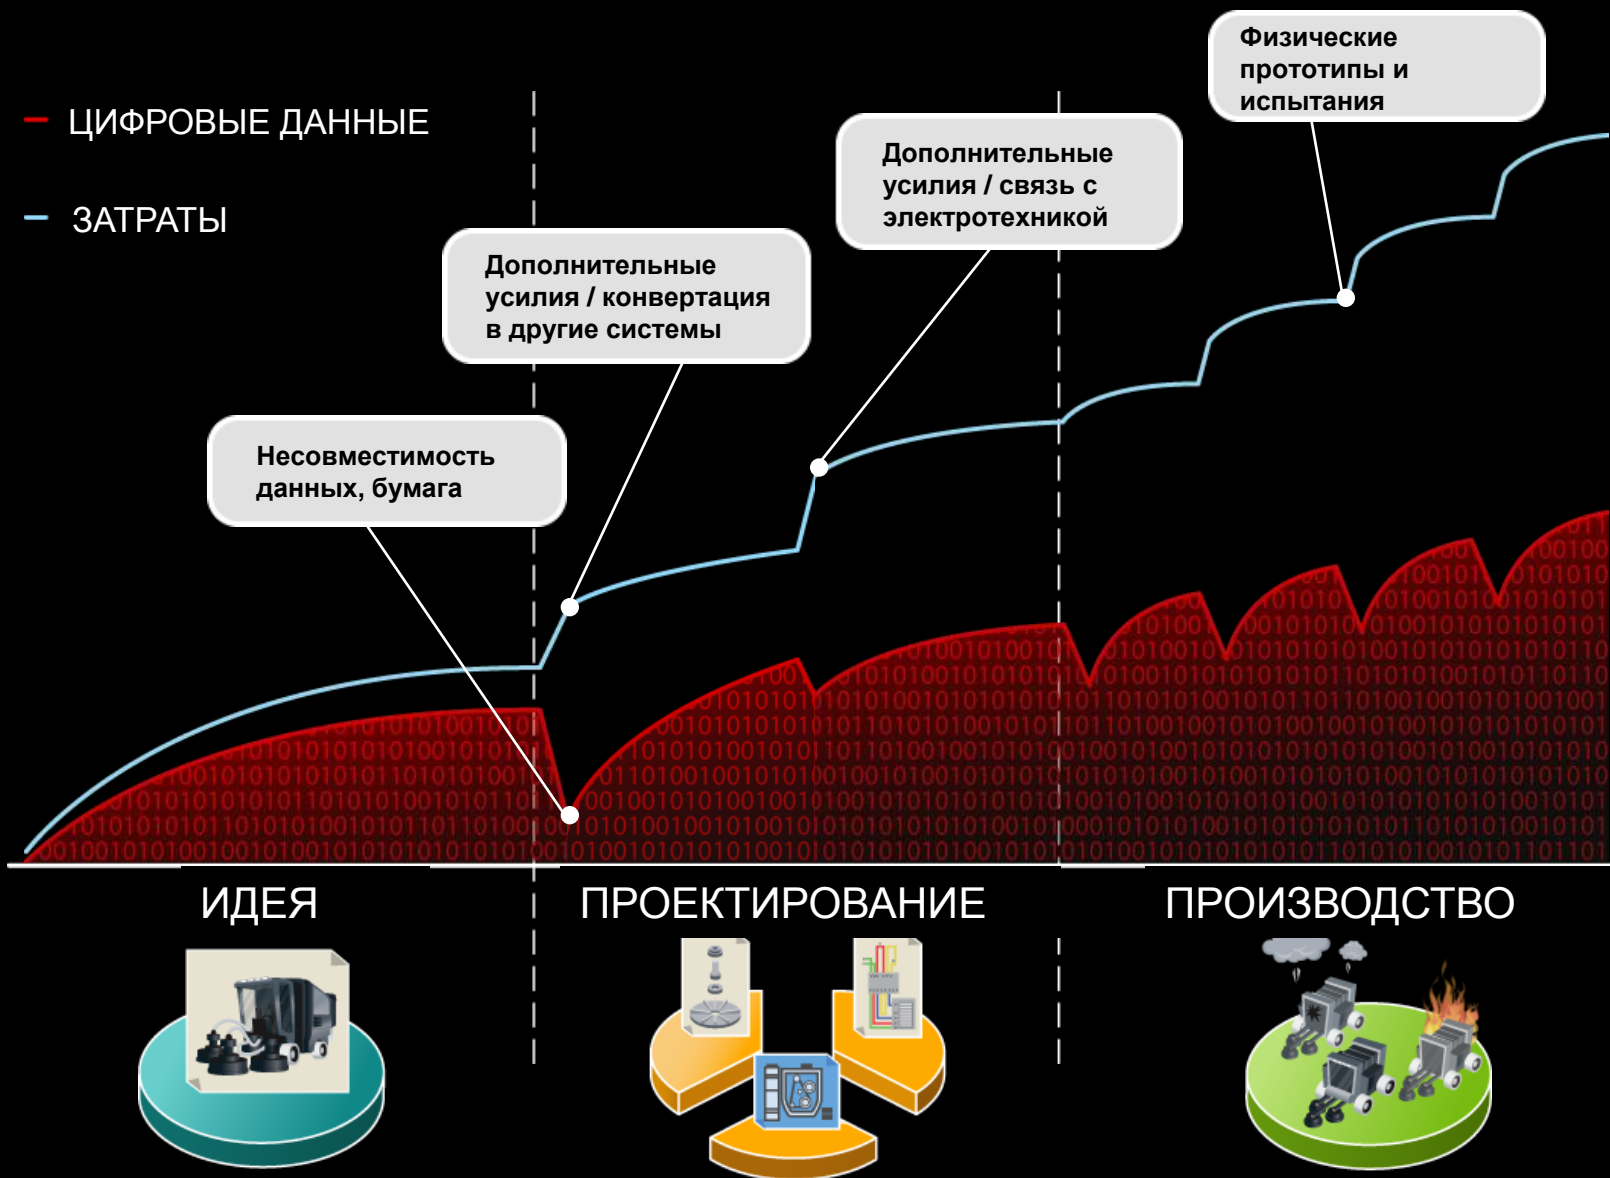 Физические
прототипы и
испытания
ЦИФРОВЫЕ ДАННЫЕ
Дополнительные
усилия / связь с
электротехникой
ЗАТРАТЫ
Дополнительные
усилия / конвертация
в другие системы
Несовместимость
данных, бумага
ИДЕЯ
ПРОЕКТИРОВАНИЕ
ПРОИЗВОДСТВО